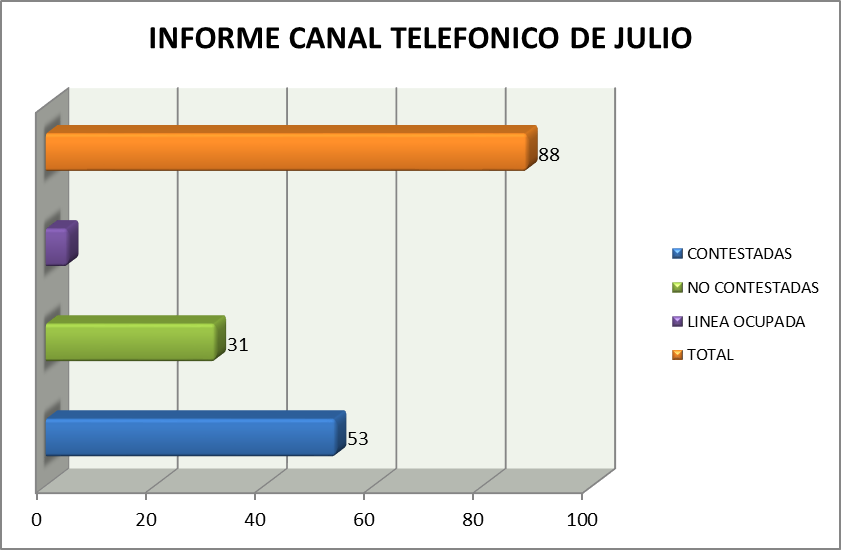 INFORME CANAL TELEFONICO DE JULIO
88
31
53
0 20 40 60 80 100
CONTESTADAS
NO CONTESTADAS
LINEA OCUPADA
TOTAL